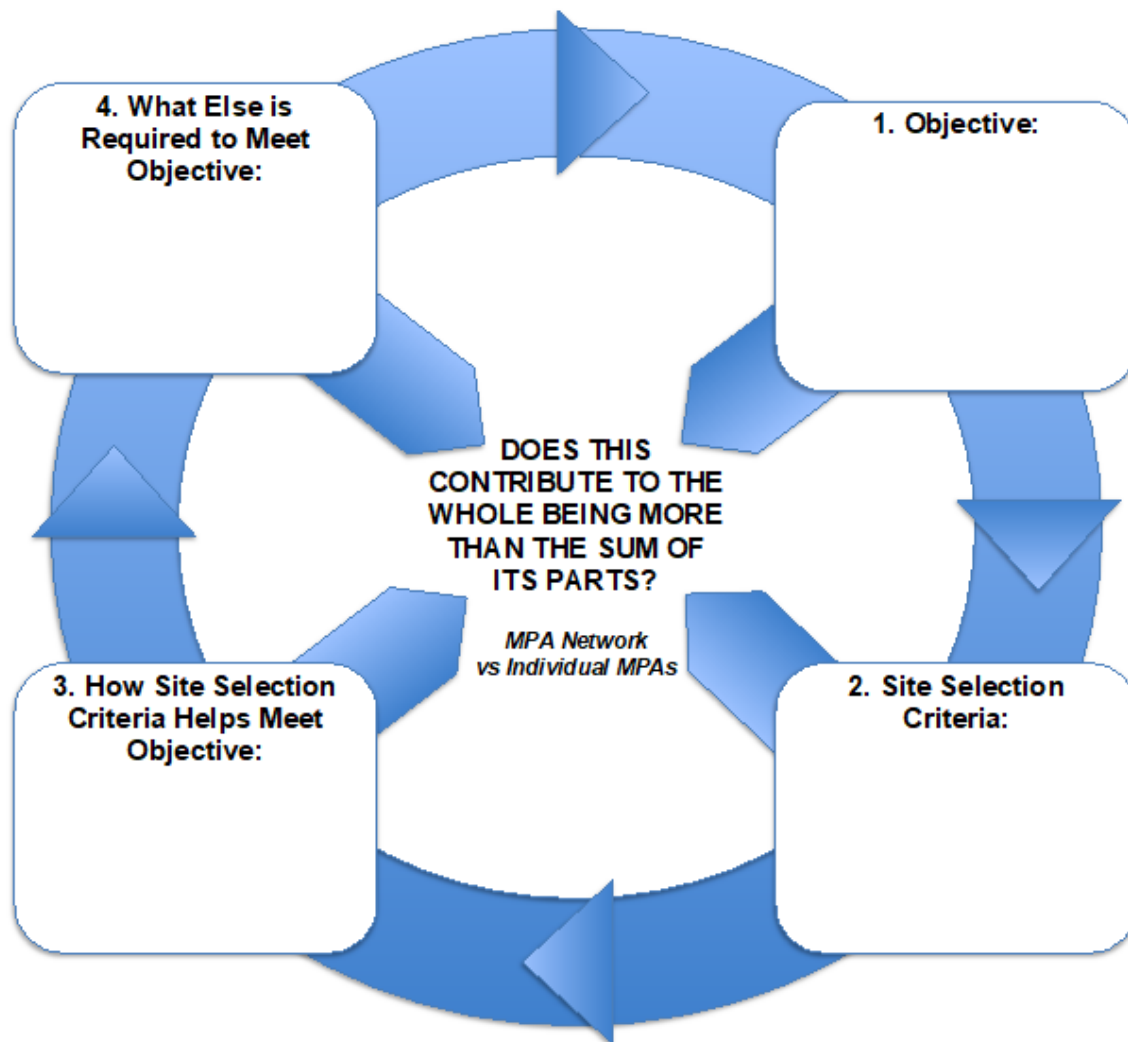 4. What Else is
Required to Meet
Objective:
1. Objective:
DOES THIS
CONTRIBUTE TO THE
WHOLE BEING MORE
THAN THE SUM OF
ITS PARTS?
MPA Network
vs Individual MPAs
3. How Site Selection
Criteria Helps Meet
Objective:
2. Site Selection
Criteria: